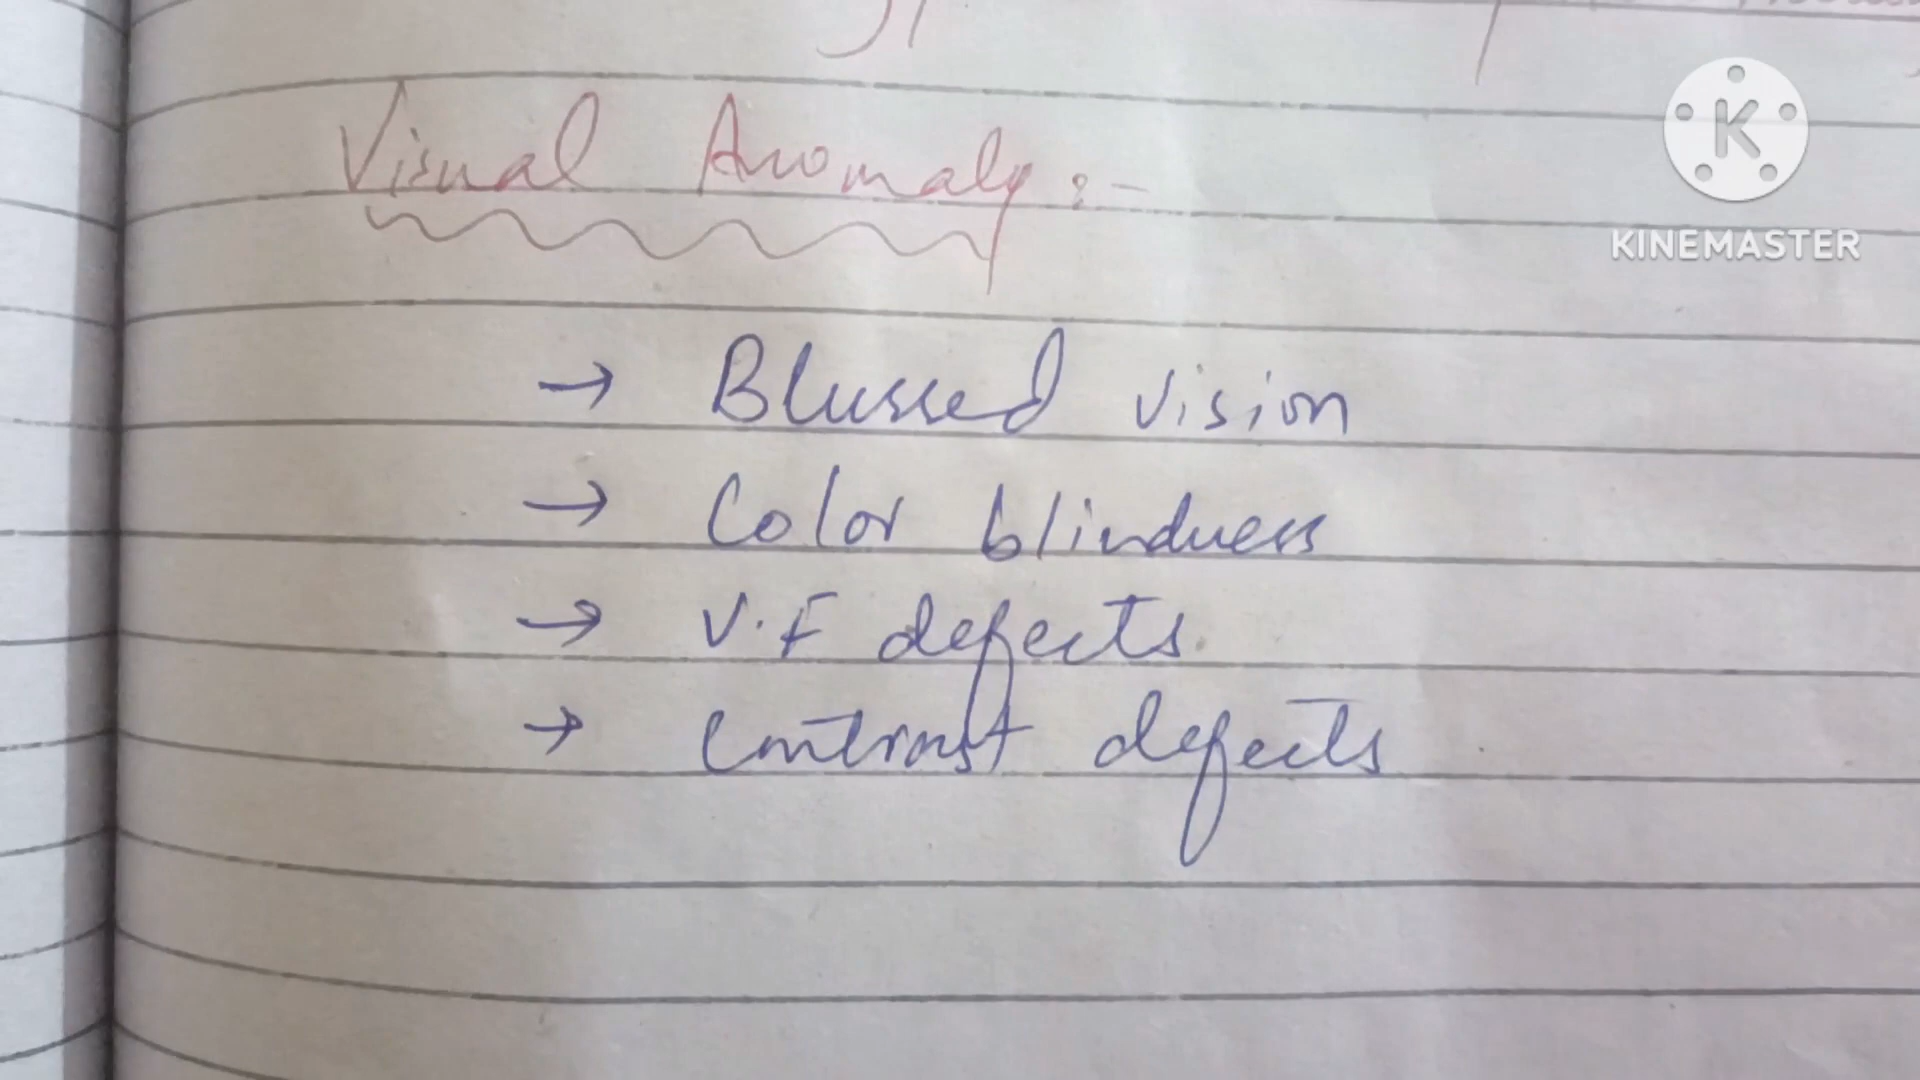 Visual Anomaly :-
→ Blurred vision
→ Color blindness
→ V.F defects
→ Contrast defects
KINEMASTER